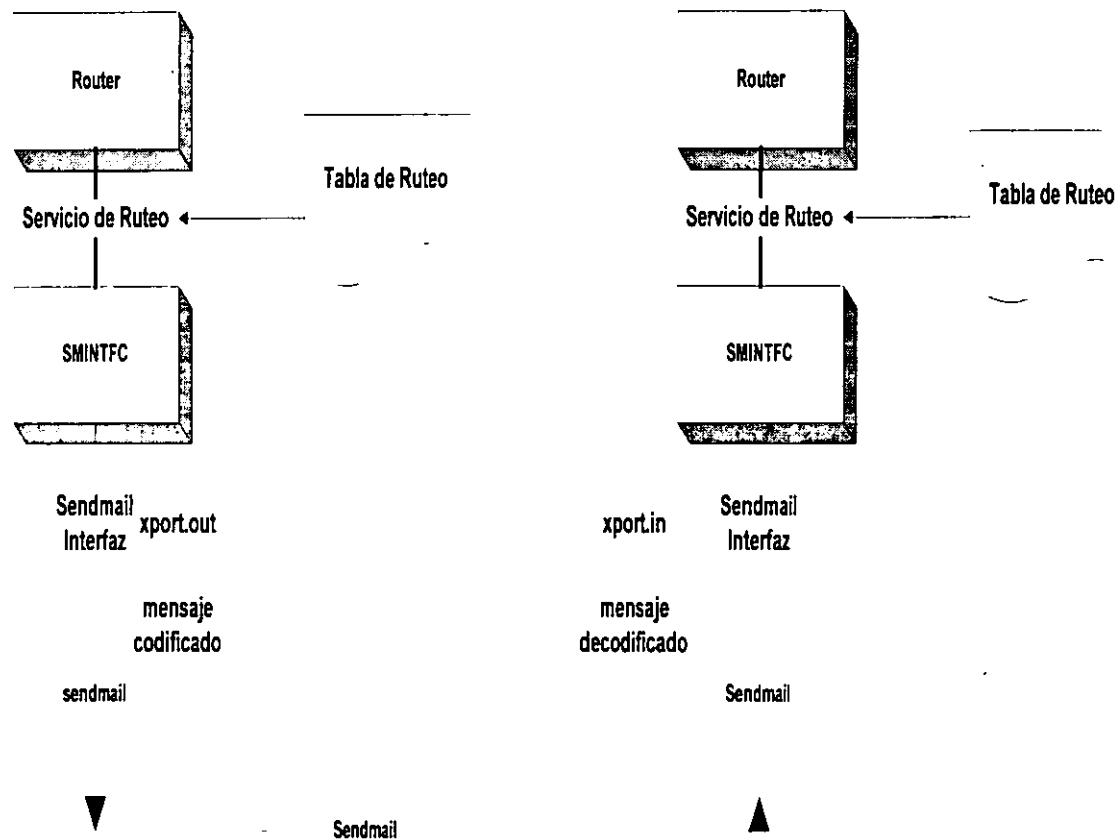 Router
Router
Tabla de Ruteo
Tabla de Ruteo
Servicio de Ruteo
Servicio de Ruteo
SMINTFC
SMINTFC
Sendmail
Interfaz
xport.out
xport.in
Sendmail
Interfaz
mensaje
codificado
mensaje
decodificado
sendmail
Sendmail
Sendmail